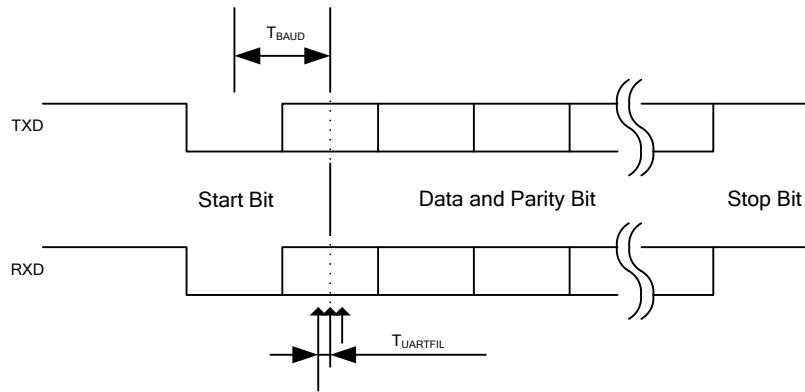 TBAUD
TXD
Start Bit
Data and Parity Bit
Stop Bit
RXD
TUARTFIL